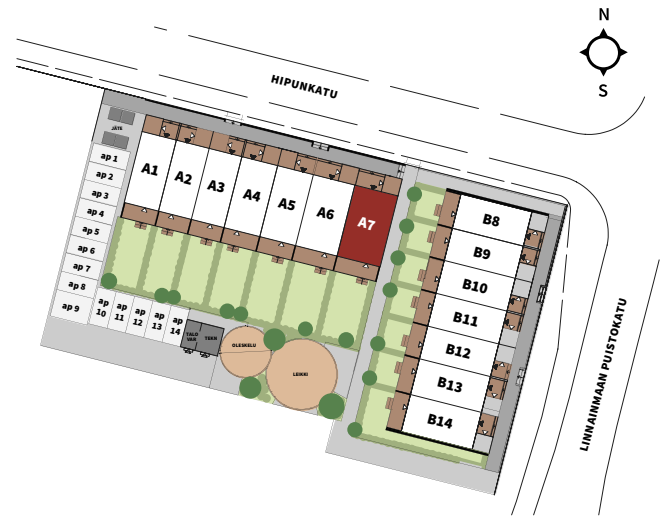 N
S
HIPUNKATU
LINNAINMAAN PUISTOKATU
JÄTE
ap 1
ap 2
ap 3
ap 4
ap 5
ap 6
ap 7
ap 8
ap 9
ap
10
ap
11
ap
12
ap
13
ap
14
A1
A2
A3
A4
A5
A6
A7
B8
B9
B10
B11
B12
B13
B14
TALO
VAR
TEKN
OLESKELU
LEIKKI